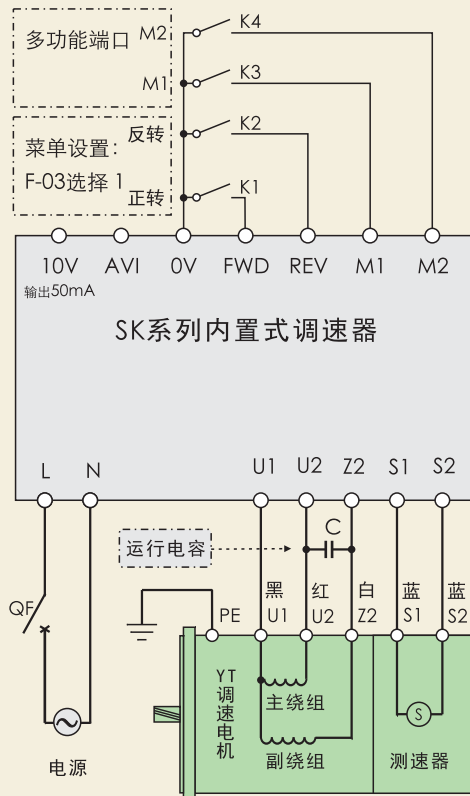 多功能端口
M2
K4
M1
K3
菜单设置:
反转
K2
F-03选择 1
正转
K1
10V AVI 0V FWD REV M1 M2
输出50mA
SK系列内置式调速器
L N U1 U2 Z2 S1 S2
运行电容
C
QF
黑 红 白 蓝 蓝
PE U1 U2 Z2 S1 S2
YT调速电机
主绕组
S
副绕组
测速器
电源